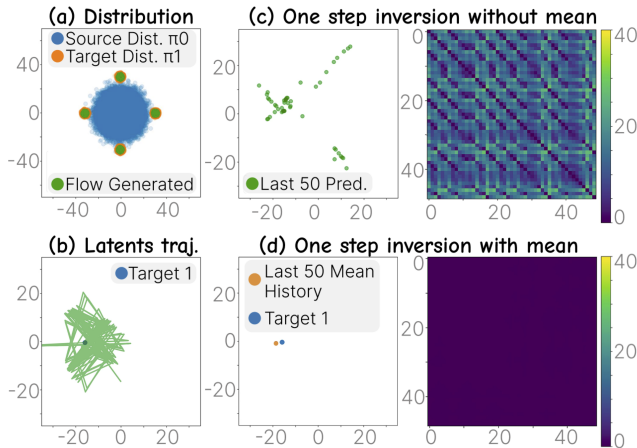 (a) Distribution
Source Dist. π0
Target Dist. π1
40
0
-40
Flow Generated
-40 0 40
(c) One step inversion without mean
20
0
-20
Last 50 Pred.
-20 0 20
0
20
40
0 20 40
40
20
0
(b) Latents traj.
Target 1
20
0
-20
-20 0 20
(d) One step inversion with mean
Last 50 Mean
History
Target 1
20
0
-20
-20 0 20
0
20
40
0 20 40
40
20
0